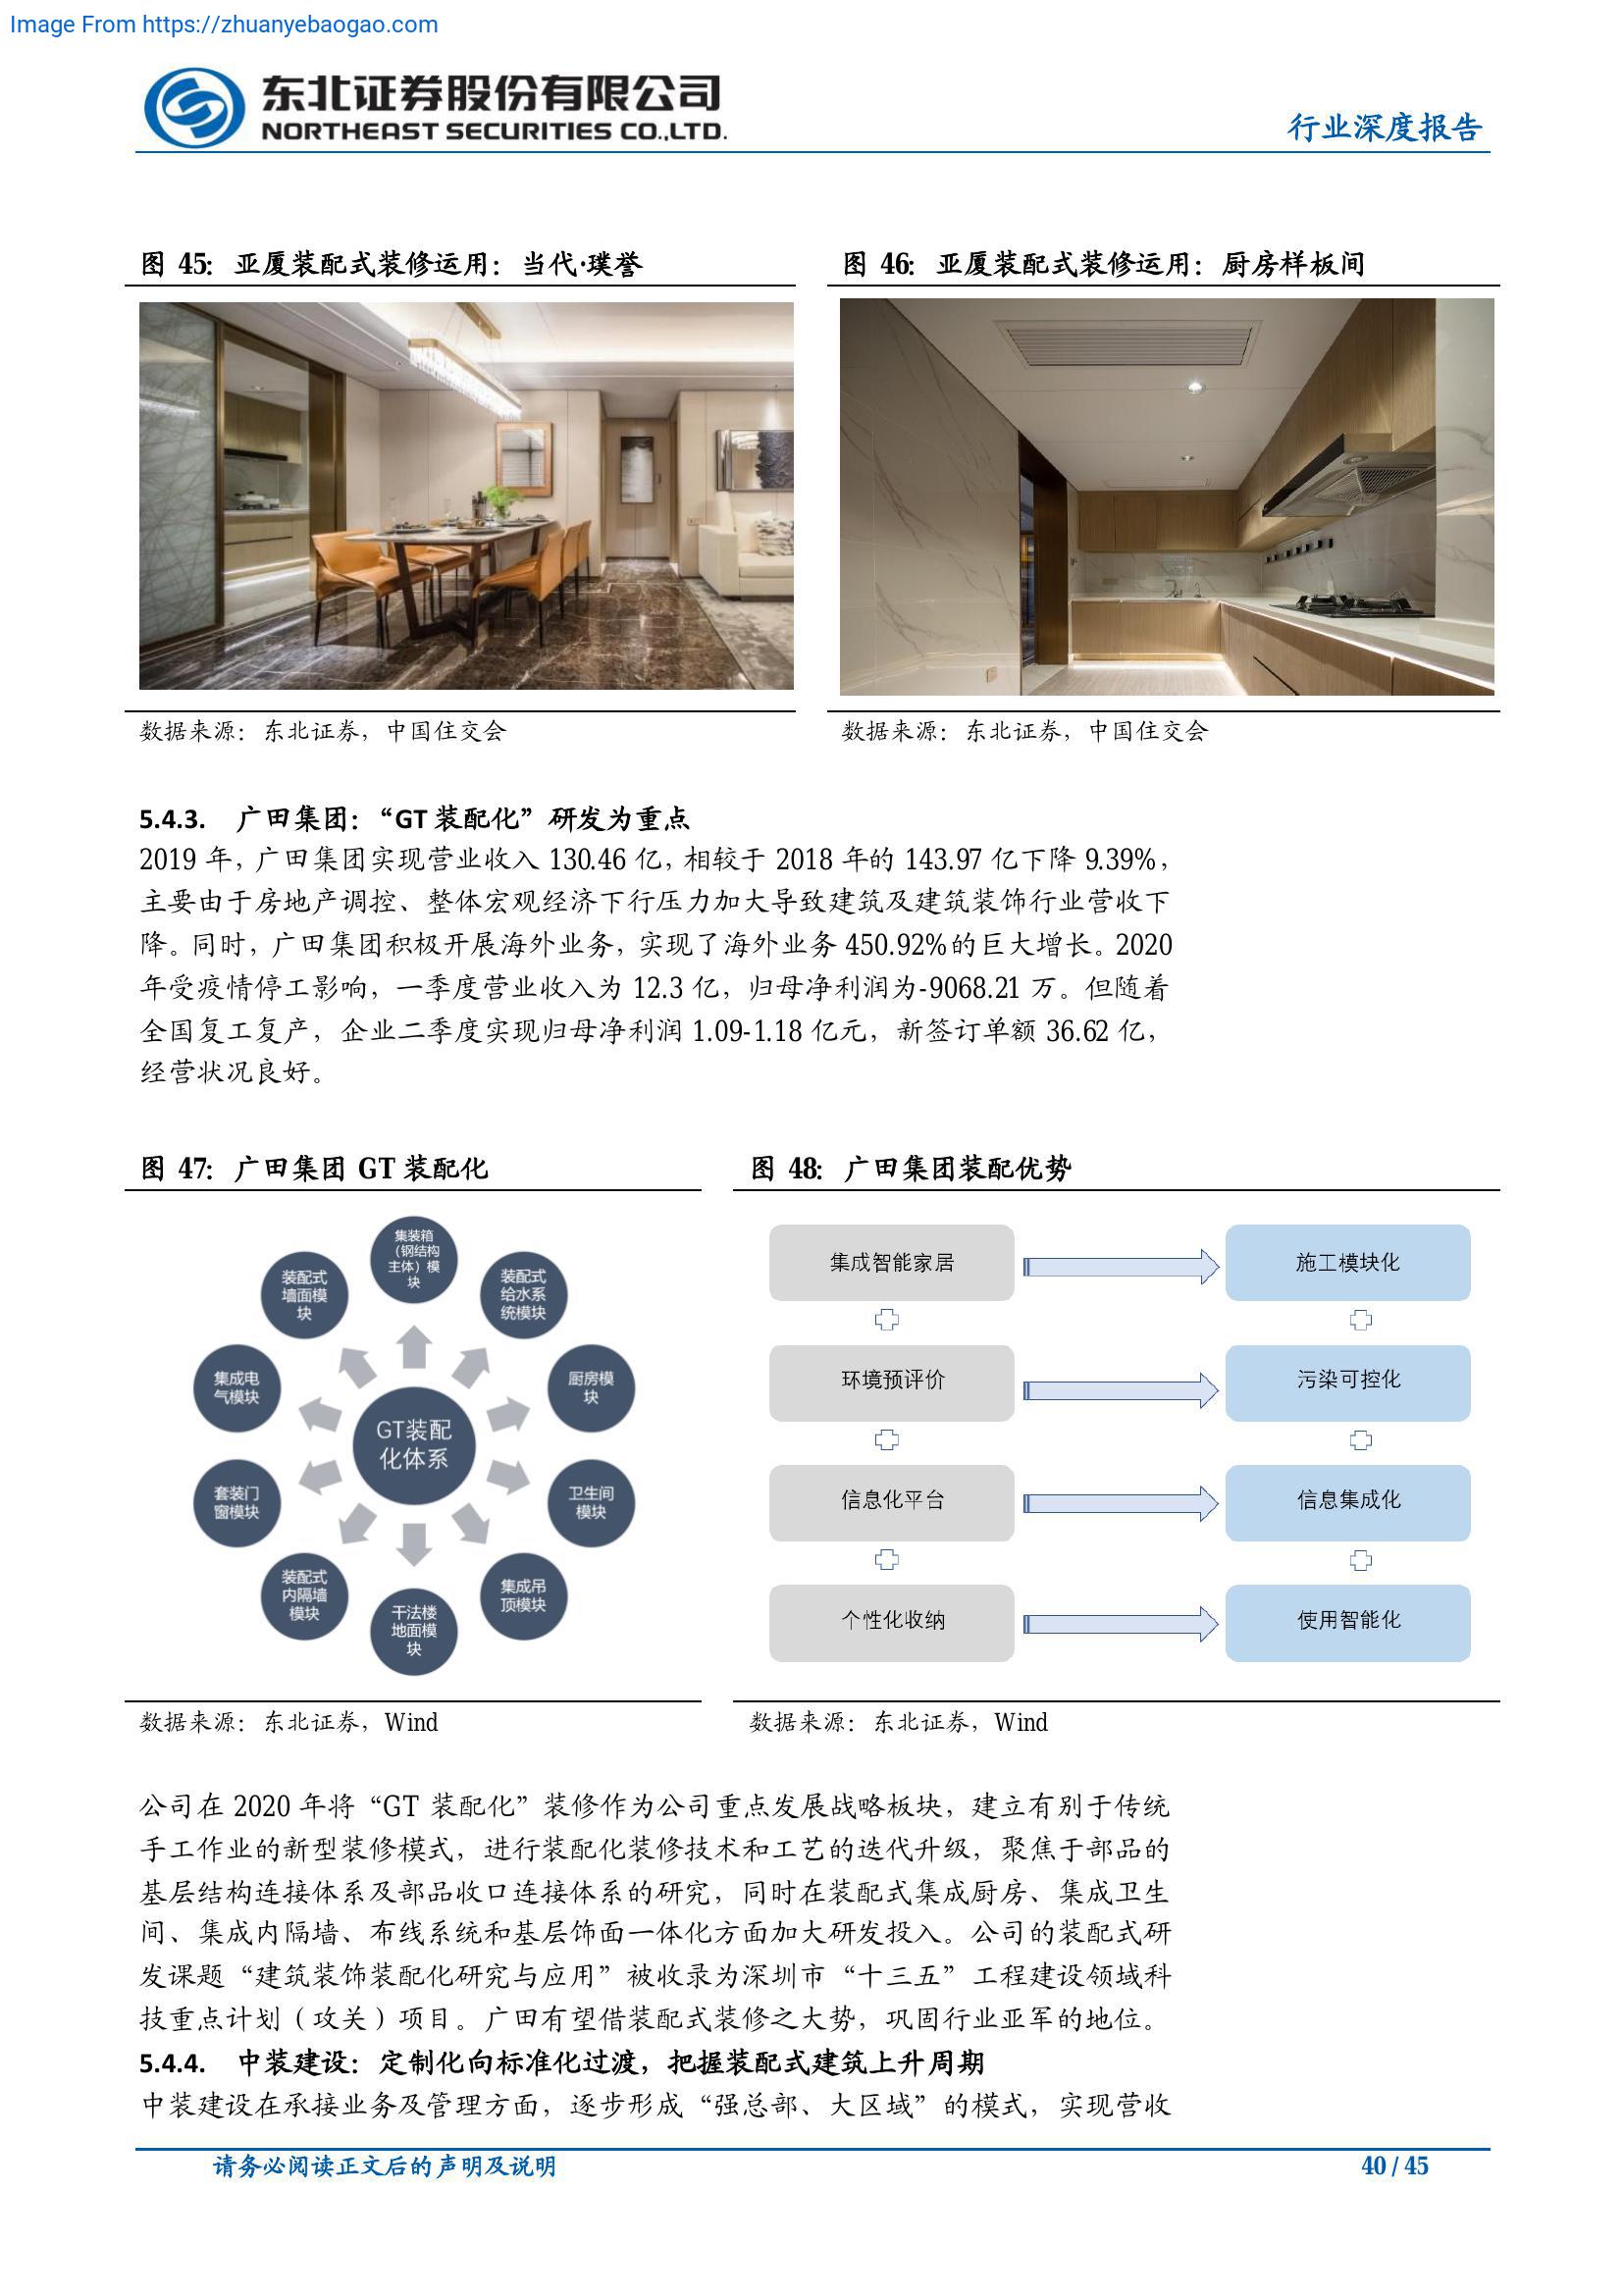 Image From https://zhuanyebaogao.com
东北证券股份有限公司
NORTHEAST SECURITIES CO.,LTD.
行业深度报告
图 45：亚厦装配式装修运用：当代·璞誉
图 46：亚厦装配式装修运用：厨房样板间
数据来源：东北证券，中国住交会
数据来源：东北证券，中国住交会
5.4.3. 广田集团：“GT 装配化”研发为重点
2019 年，广田集团实现营业收入 130.46 亿，相较于 2018 年的 143.97 亿下降 9.39%，
主要由于房地产调控、整体宏观经济下行压力加大导致建筑及建筑装饰行业营收下
降。同时，广田集团积极开展海外业务，实现了海外业务 450.92%的巨大增长。2020
年受疫情停工影响，一季度营业收入为 12.3 亿，归母净利润为-9068.21 万。但随着
全国复工复产，企业二季度实现归母净利润 1.09-1.18 亿元，新签订单额 36.62 亿，
经营状况良好。
图 47：广田集团 GT 装配化
集装箱
（钢结构
主体）模
块
装配式
给水系
统模块
厨房模
块
卫生间
模块
集成吊
顶模块
干法楼
地面模
块
装配式
内隔墙
模块
套装门
窗模块
集成电
气模块
装配式
墙面模
块
GT装配
化体系
图 48：广田集团装配优势
集成智能家居
施工模块化
环境预评价
污染可控化
信息化平台
信息集成化
个性化收纳
使用智能化
数据来源：东北证券，Wind
数据来源：东北证券，Wind
公司在 2020 年将“GT 装配化”装修作为公司重点发展战略板块，建立有别于传统
手工作业的新型装修模式，进行装配化装修技术和工艺的迭代升级，聚焦于部品的
基层结构连接体系及部品收口连接体系的研究，同时在装配式集成厨房、集成卫生
间、集成内隔墙、布线系统和基层饰面一体化方面加大研发投入。公司的装配式研
发课题“建筑装饰装配化研究与应用”被收录为深圳市“十三五”工程建设领域科
技重点计划（攻关）项目。广田有望借装配式装修之大势，巩固行业亚军的地位。
5.4.4. 中装建设：定制化向标准化过渡，把握装配式建筑上升周期
中装建设在承接业务及管理方面，逐步形成“强总部、大区域”的模式，实现营收
请务必阅读正文后的声明及说明
40 / 45